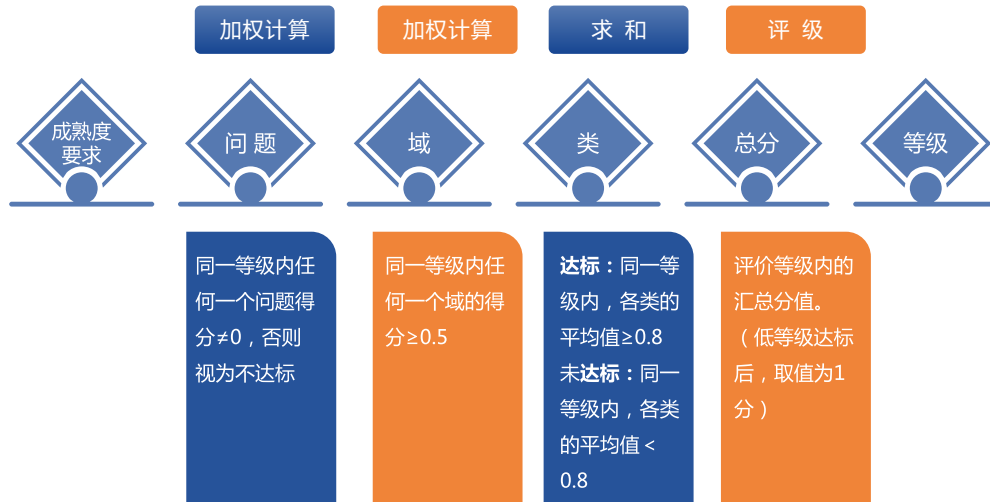 加权计算
加权计算
求 和
评 级
成熟度
要求
问 题
域
类
总分
等级
同一等级内任
何一个问题得
分≠0，否则
视为不达标
同一等级内任
何一个域的得
分≥0.5
达标：同一等
级内，各类的
平均值≥0.8
未达标：同一
等级内，各类
的平均值＜
0.8
评价等级内的
汇总分值。
（低等级达标
后，取值为1
分）